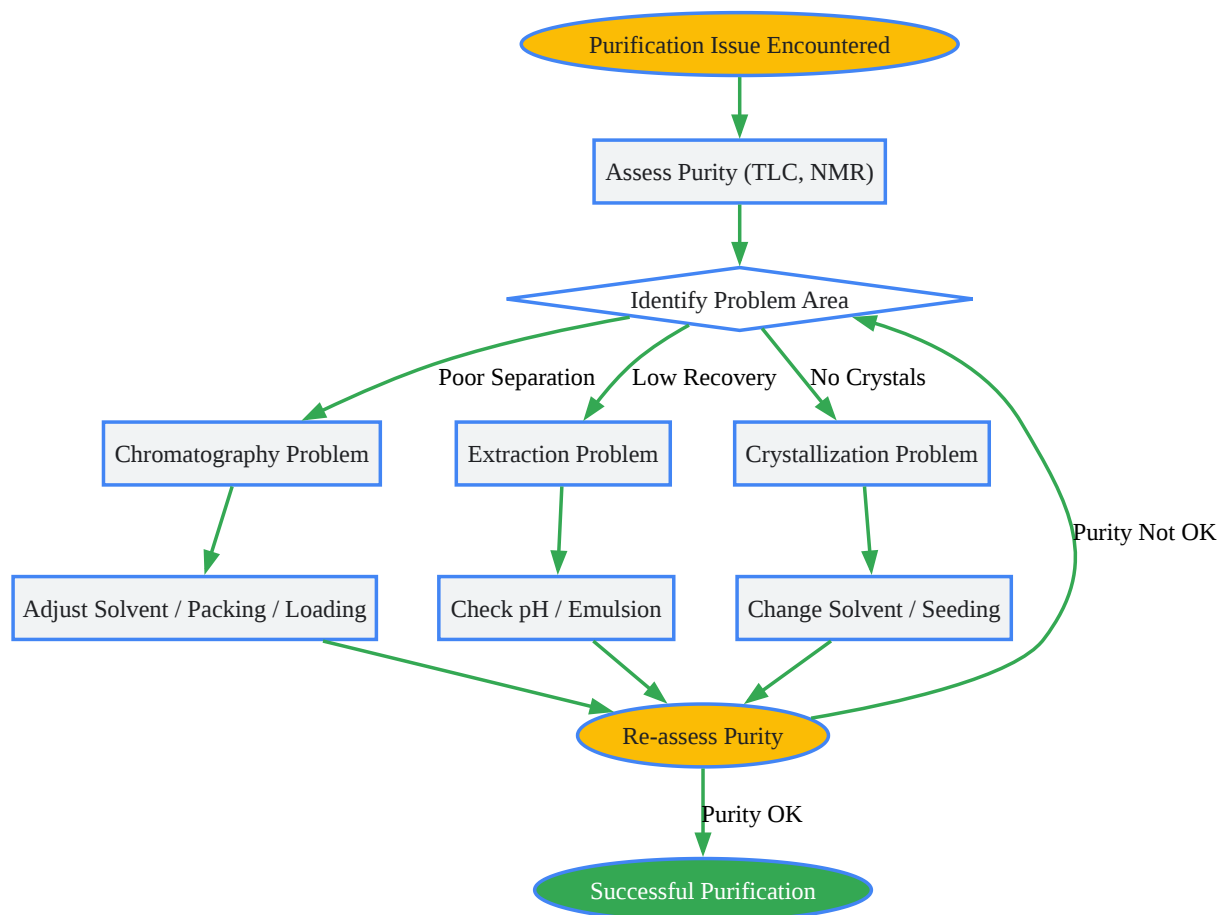 Purification Issue Encountered
Assess Purity (TLC, NMR)
Identify Problem Area
Poor Separation
Low Recovery
No Crystals
Chromatography Problem
Extraction Problem
Crystallization Problem
Purity Not OK
Adjust Solvent / Packing / Loading
Check pH / Emulsion
Change Solvent / Seeding
Re-assess Purity
Purity OK
Successful Purification